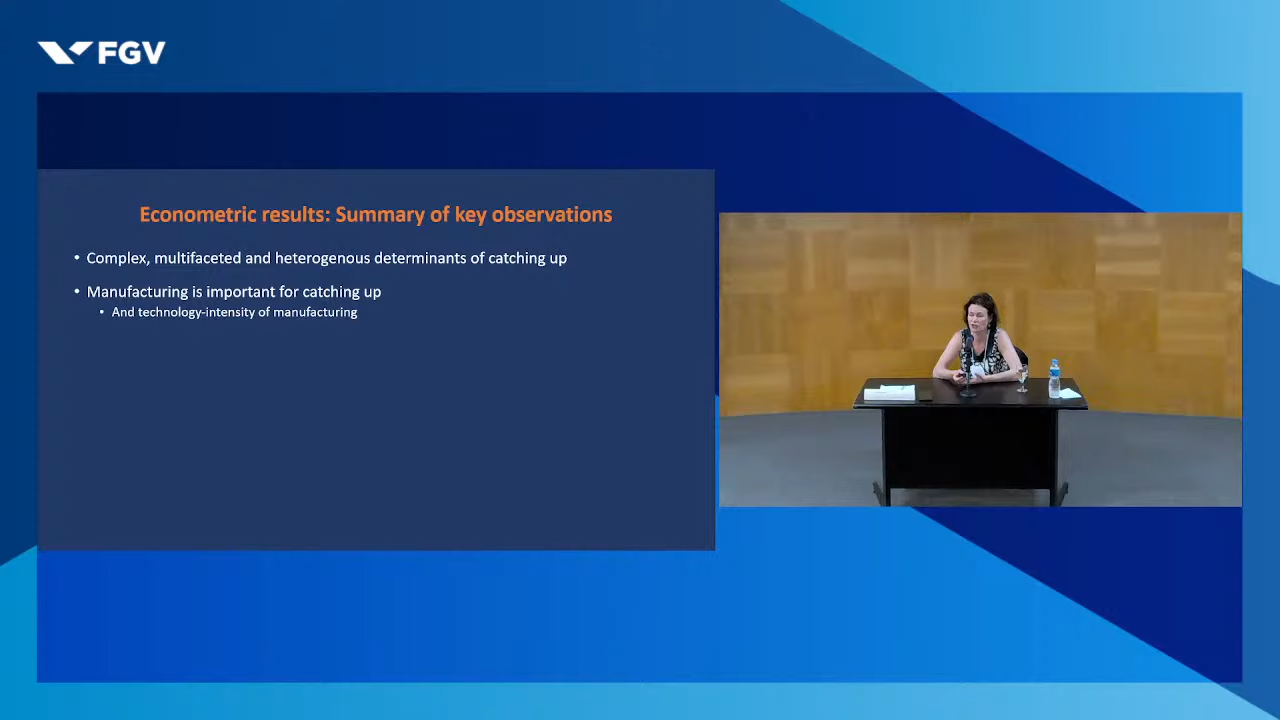 FGV
Econometric results: Summary of key observations
• Complex, multifaceted and heterogenous determinants of catching up
• Manufacturing is important for catching up
• And technology-intensity of manufacturing